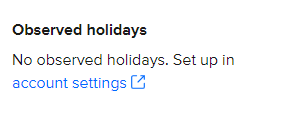 Observed holidays
No observed holidays. Set up in
account settings